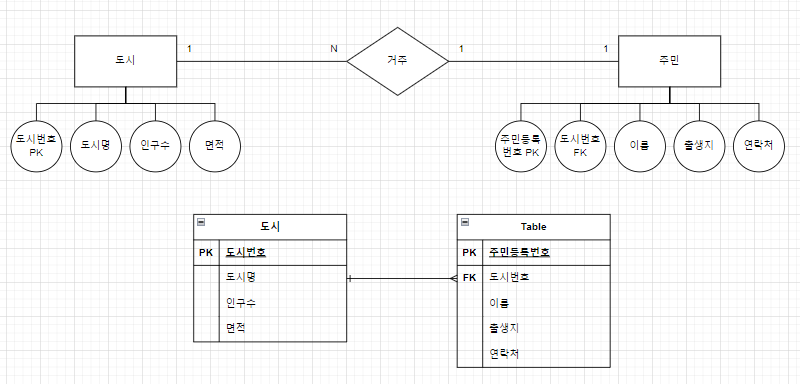 도시
1
N
거주
1
1
주민
도시번호
PK
도시명
인구수
면적
주민등록
번호 PK
도시번호
FK
이름
출생지
연락처
도시
PK 도시번호
도시명
인구수
면적
Table
PK 주민등록번호
FK 도시번호
이름
출생지
연락처